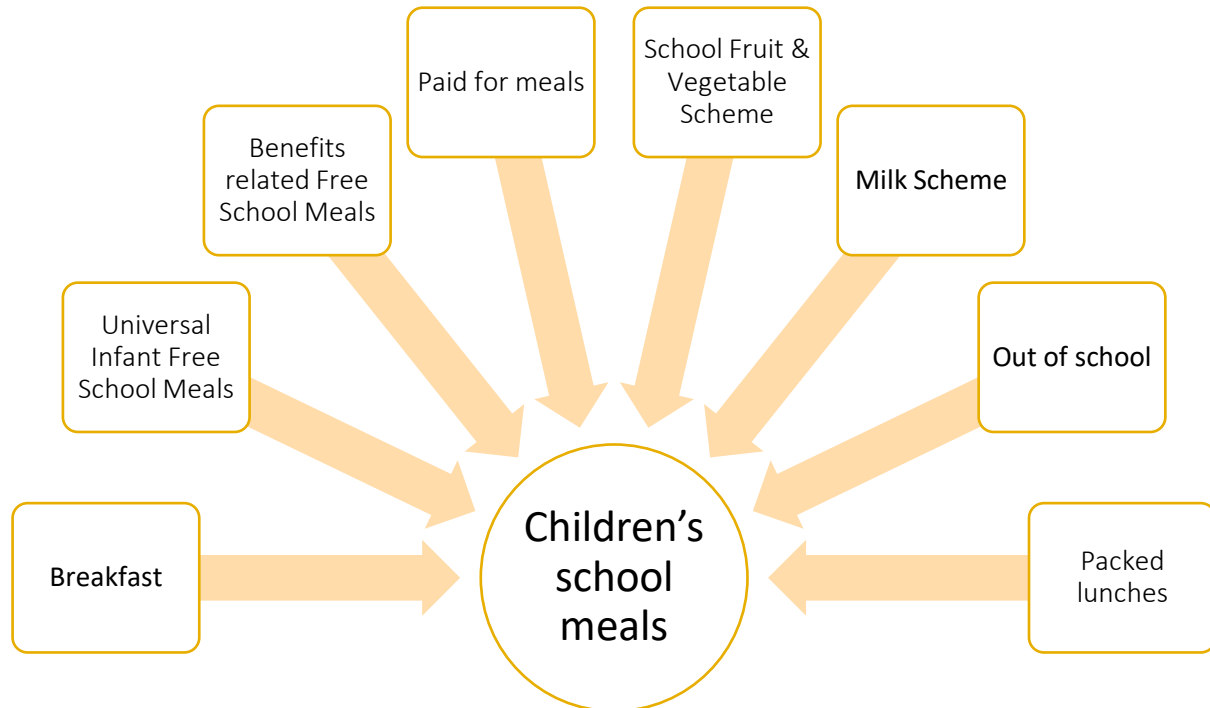 Breakfast
Universal
Infant Free
School Meals
Benefits
related Free
School Meals
Paid for meals
School Fruit &
Vegetable
Scheme
Milk Scheme
Out of school
Packed
lunches
Children’s
school
meals